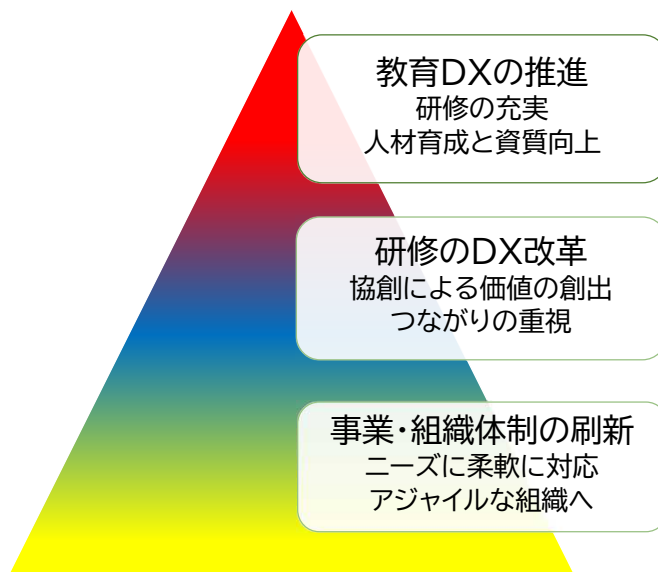 教育DXの推進
研修の充実
人材育成と資質向上
研修のDX改革
協創による価値の創出
つながりの重視
事業・組織体制の刷新
ニーズに柔軟に対応
アジャイルな組織へ